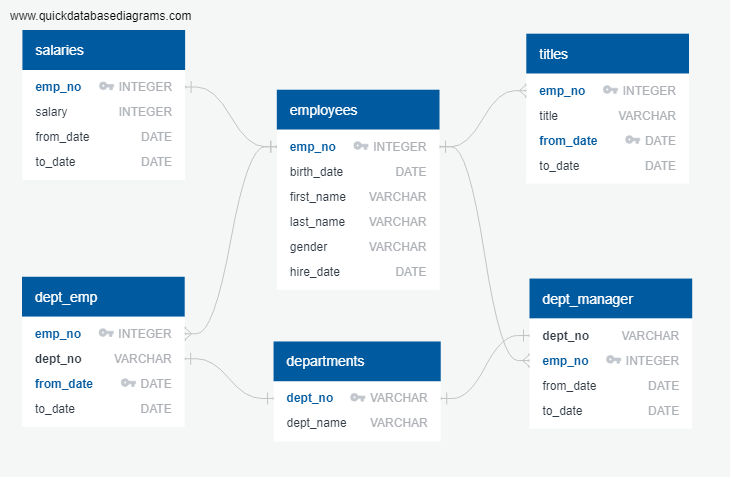 www.quickdatabasediagrams.com
salaries
emp_no INTEGER
salary INTEGER
from_date DATE
to_date DATE
employees
emp_no INTEGER
birth_date DATE
first_name VARCHAR
last_name VARCHAR
gender VARCHAR
hire_date DATE
titles
emp_no INTEGER
title VARCHAR
from_date DATE
to_date DATE
dept_emp
emp_no INTEGER
dept_no VARCHAR
from_date DATE
to_date DATE
departments
dept_no VARCHAR
dept_name VARCHAR
dept_manager
dept_no VARCHAR
emp_no INTEGER
from_date DATE
to_date DATE